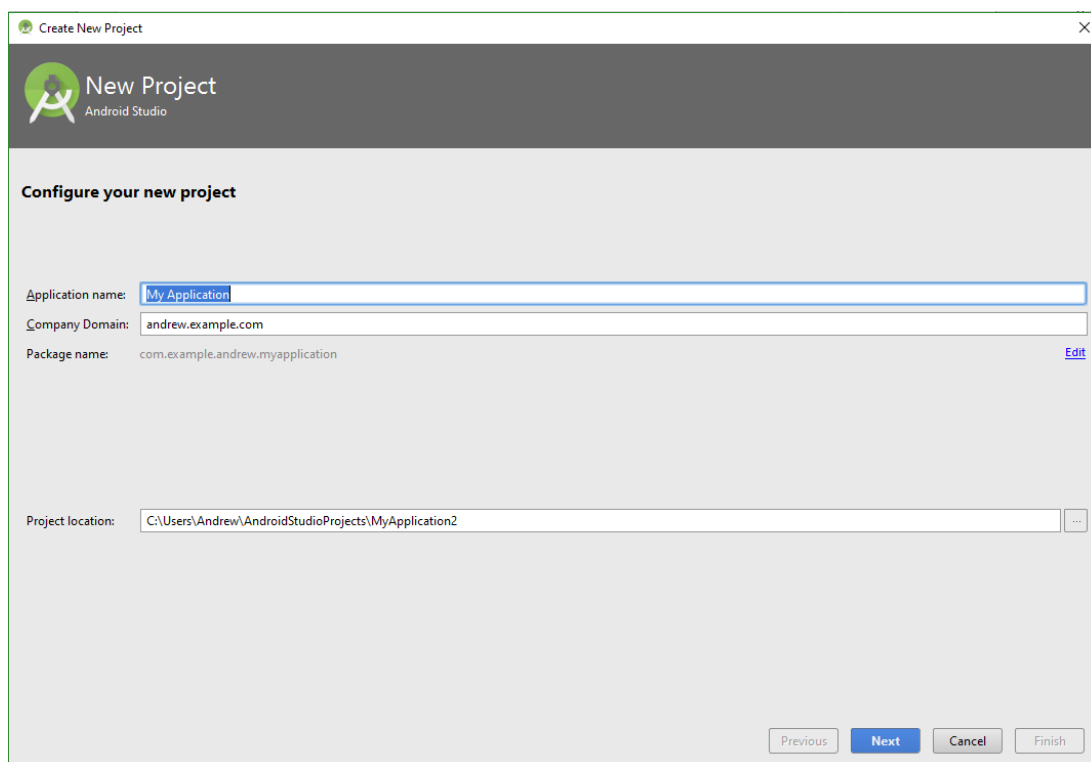 Create New Project
New Project
Android Studio
Configure your new project
Application name: My Application
Company Domain: andrew.example.com
Package name: com.example.andrew.myapplication Edit
Project location: C:\Users\Andrew\AndroidStudioProjects\MyApplication2 ...
Previous Next Cancel Finish